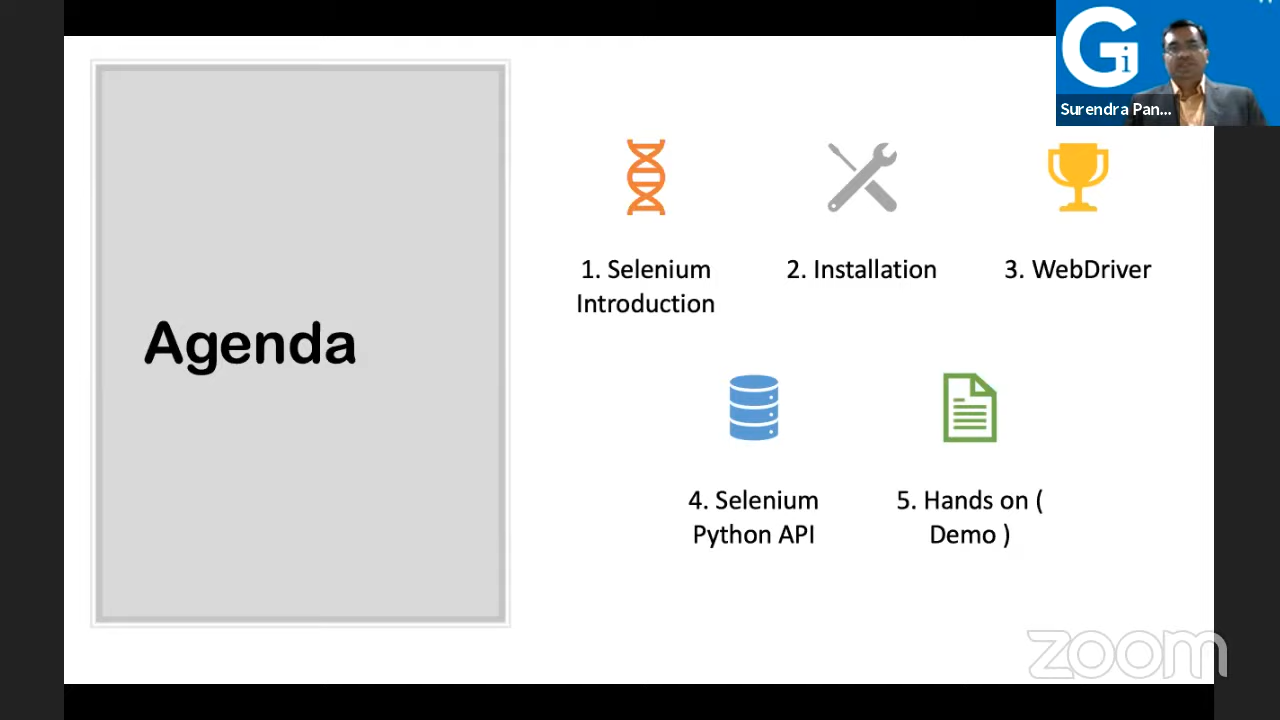 Gi
Surendra Pan...
Agenda
1. Selenium
Introduction
2. Installation
3. WebDriver
4. Selenium
Python API
5. Hands on (
Demo )
zoom